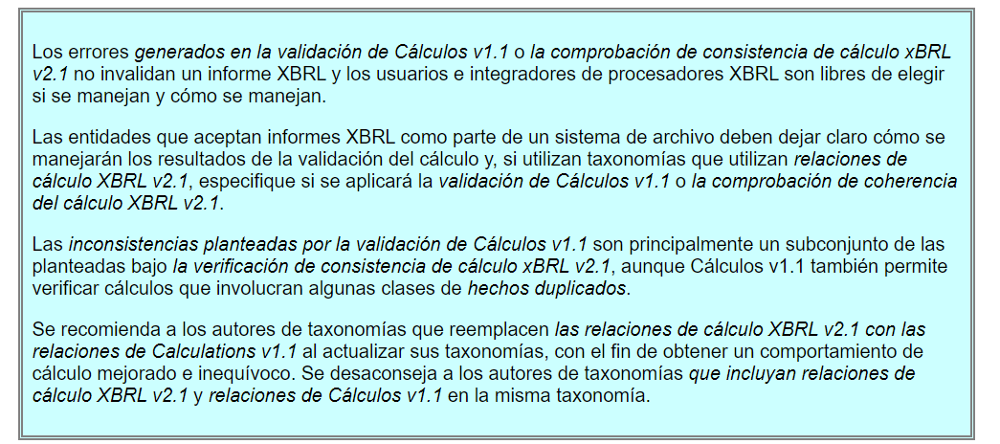 Los errores generados en la validación de Cálculos v1.1 o la comprobación de consistencia de cálculo xBRL
v2.1 no invalidan un informe XBRL y los usuarios e integradores de procesadores XBRL son libres de elegir
si se manejan y cómo se manejan.
Las entidades que aceptan informes XBRL como parte de un sistema de archivo deben dejar claro cómo se
manejarán los resultados de la validación del cálculo y, si utilizan taxonomías que utilizan relaciones de
cálculo XBRL v2.1, especifique si se aplicará la validación de Cálculos v1.1 o la comprobación de coherencia
del cálculo XBRL v2.1.
Las inconsistencias planteadas por la validación de Cálculos v1.1 son principalmente un subconjunto de las
planteadas bajo la verificación de consistencia de cálculo xBRL v2.1, aunque Cálculos v1.1 también permite
verificar cálculos que involucran algunas clases de hechos duplicados.
Se recomienda a los autores de taxonomías que reemplacen las relaciones de cálculo XBRL v2.1 con las
relaciones de Calculations v1.1 al actualizar sus taxonomías, con el fin de obtener un comportamiento de
cálculo mejorado e inequívoco. Se desaconseja a los autores de taxonomías que incluyan relaciones de
cálculo XBRL v2.1 y relaciones de Cálculos v1.1 en la misma taxonomía.